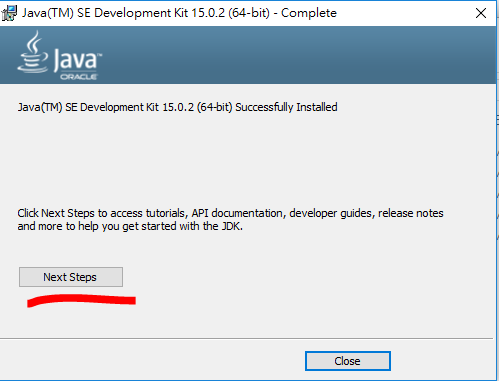 Java(TM) SE Development Kit 15.0.2 (64-bit) - Complete
Java
ORACLE
Java(TM) SE Development Kit 15.0.2 (64-bit) Successfully Installed
Click Next Steps to access tutorials, API documentation, developer guides, release notes
and more to help you get started with the JDK.
Next Steps
Close